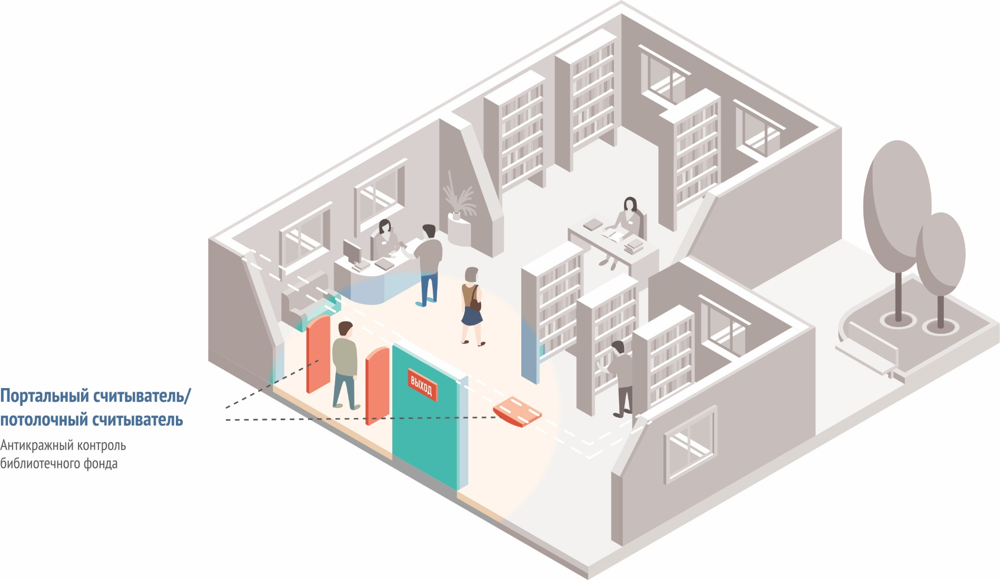 ВЫХОД
Портальный считыватель/
потолочный считыватель
Антикражный контроль
библиотечного фонда